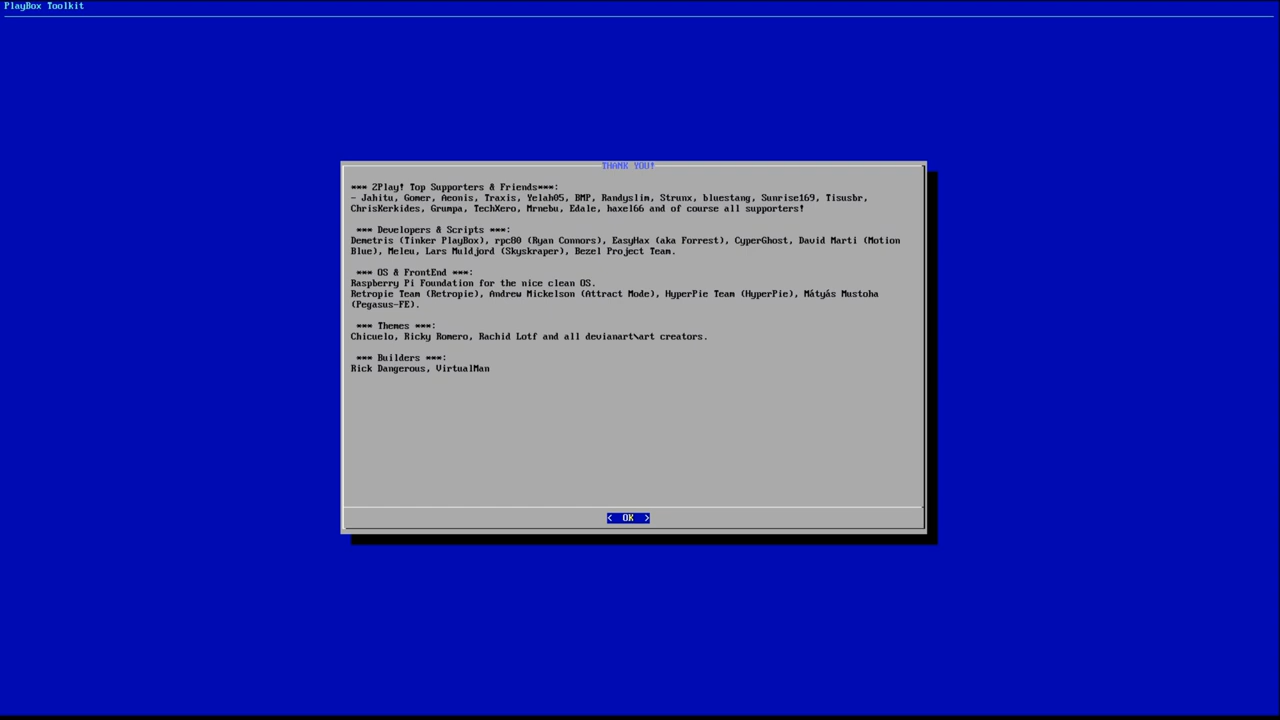 PlayBox Toolkit
THANK YOU!
*** 2Play! Top Supporters & Friends***:
- Jahitu, Gomer, Aeonis, Traxis, Yelah05, BMP, Randyslim, Strunx, bluestang, Sunrise169, Tisusbr,
ChrisKerkides, Grumpa, TechXero, Mrnebu, Edale, haxel66 and of course all supporters!
*** Developers & Scripts ***:
Demetris (Tinker PlayBox), rpc80 (Ryan Connors), EasyHax (aka Forrest), CyperGhost, David Marti (Motion
Blue), Meleu, Lars Muldjord (Skyskraper), Bezel Project Team.
*** OS & FrontEnd ***:
Raspberry Pi Foundation for the nice clean OS.
Retropie Team (Retropie), Andrew Mickelson (Attract Mode), HyperPie Team (HyperPie), Mátyás Mustoha
(Pegasus-FE).
*** Themes ***:
Chicuelo, Ricky Romero, Rachid Lotf and all devianart\art creators.
*** Builders ***:
Rick Dangerous, VirtualMan
< OK >